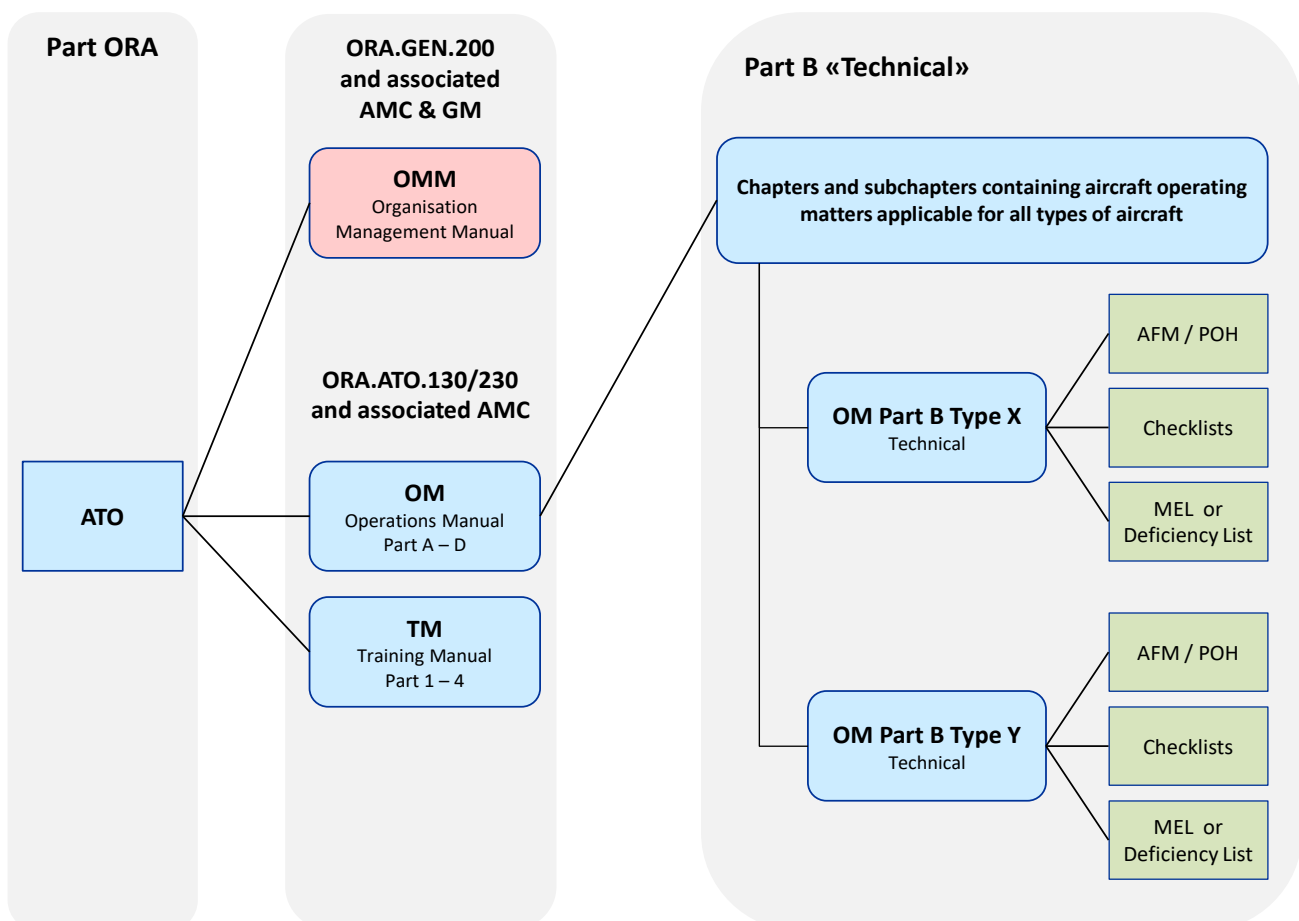 Part ORA
ATO
ORA.GEN.200
and associated
AMC & GM
OMM
Organisation
Management Manual
ORA.ATO.130/230
and associated AMC
OM
Operations Manual
Part A – D
TM
Training Manual
Part 1 – 4
Part B «Technical»
Chapters and subchapters containing aircraft operating
matters applicable for all types of aircraft
OM Part B Type X
Technical
AFM / POH
Checklists
MEL or
Deficiency List
OM Part B Type Y
Technical
AFM / POH
Checklists
MEL or
Deficiency List